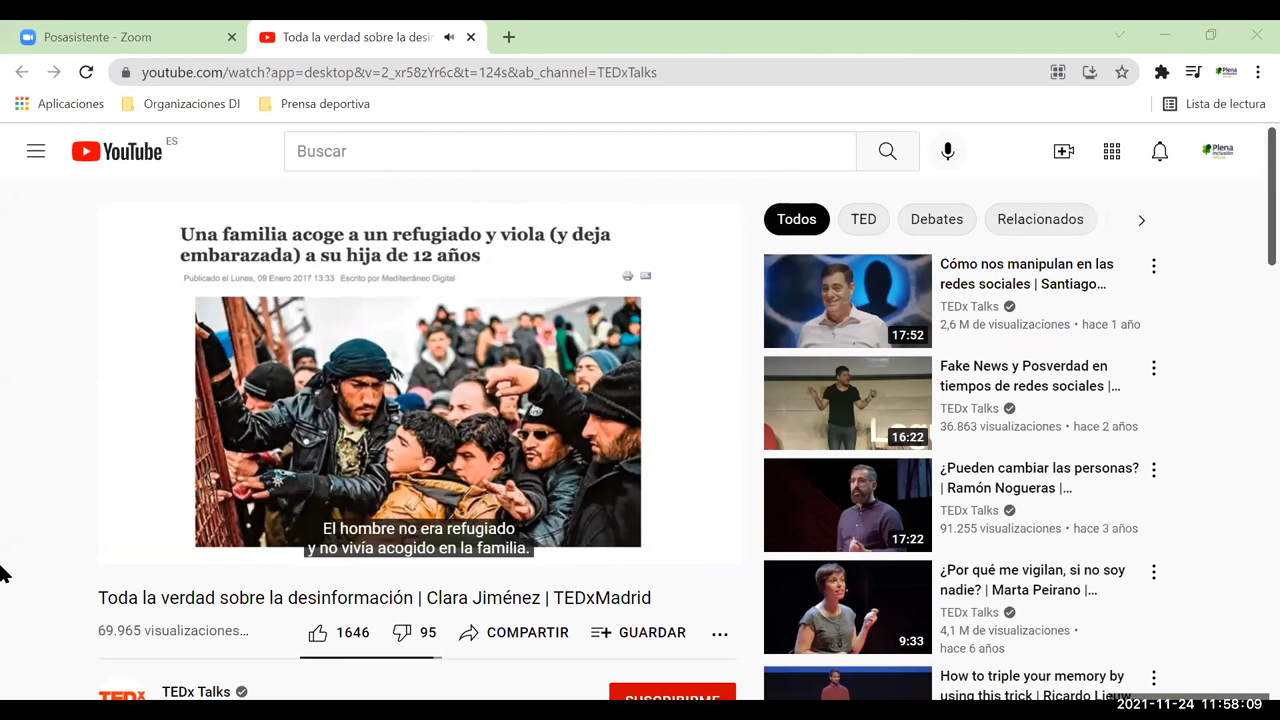 Posasistente - Zoom
Toda la verdad sobre la desin
youtube.com/watch?app=desktop&v=2_xr58zYr6c&t=124s&ab_channel=TEDxTalks
Aplicaciones
Organizaciones DI
Prensa deportiva
Lista de lectura
YouTube ES
Buscar
Plena inclusión
Una familia acoge a un refugiado y viola (y deja
embarazada) a su hija de 12 años
Publicado el Lunes, 09 Enero 2017 13:33 Escrito por Mediterráneo Digital
El hombre no era refugiado
y no vivía acogido en la familia.
Toda la verdad sobre la desinformación | Clara Jiménez | TEDxMadrid
69.965 visualizaciones...
1646
95
COMPARTIR
GUARDAR
TEDx
TEDx Talks
SUSCRIBIRME
Todos
TED
Debates
Relacionados
17:52
Cómo nos manipulan en las
redes sociales | Santiago...
TEDx Talks
2,6 M de visualizaciones • hace 1 año
16:22
Fake News y Posverdad en
tiempos de redes sociales |...
TEDx Talks
36.863 visualizaciones • hace 2 años
17:22
¿Pueden cambiar las personas?
| Ramón Nogueras |...
TEDx Talks
91.255 visualizaciones • hace 3 años
9:33
¿Por qué me vigilan, si no soy
nadie? | Marta Peirano |...
TEDx Talks
4,1 M de visualizaciones •
hace 6 años
How to triple your memory by
using this trick | Ricardo
2021-11-24 11:58:09